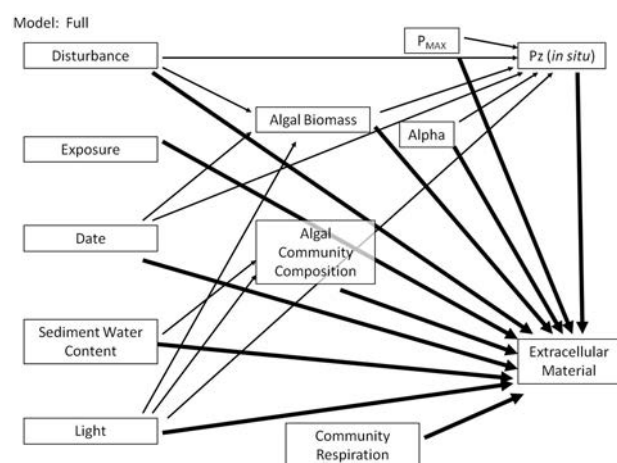 Model: Full
Disturbance
P_MAX
Pz (in situ)
Algal Biomass
Alpha
Exposure
Date
Algal
Community
Composition
Sediment Water
Content
Extracellular
Material
Light
Community
Respiration